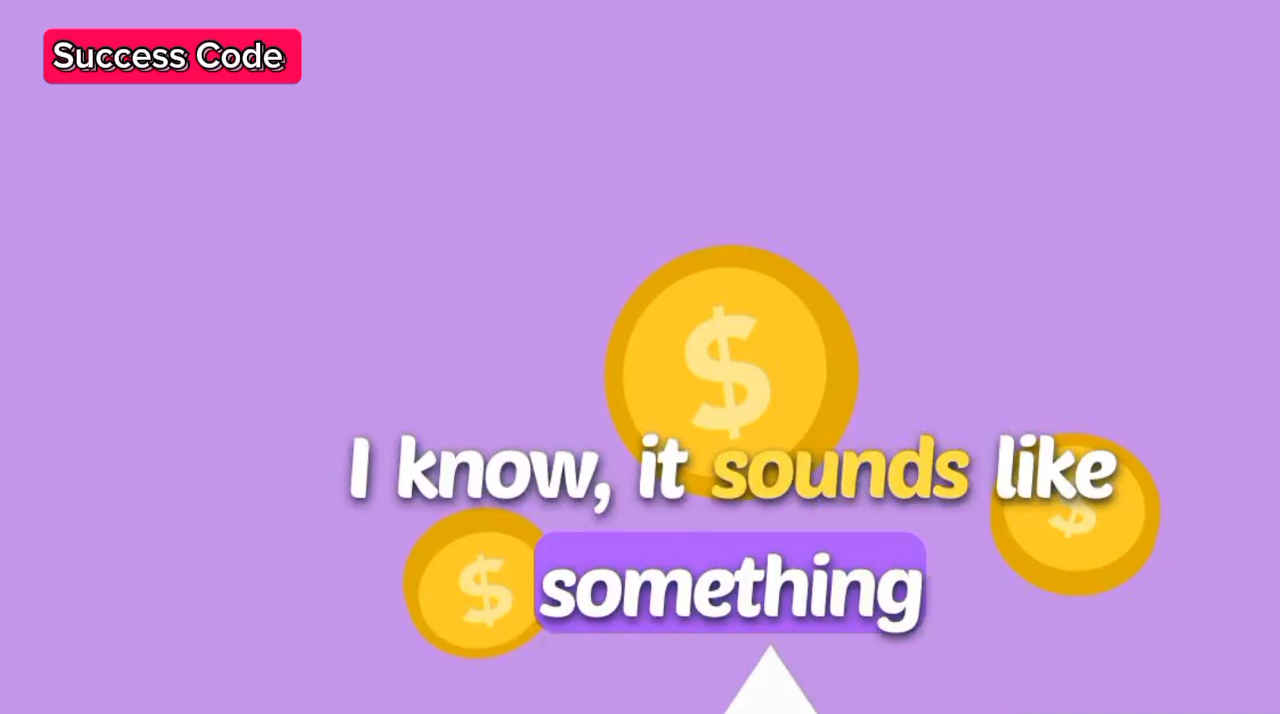 Success Code
$
I know, it sounds like
$
$ something